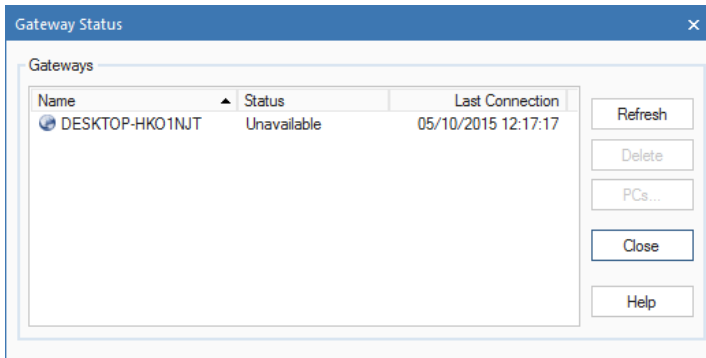 Gateway Status
Gateways
Name Status Last Connection
DESKTOP-HKO1NJT Unavailable 05/10/2015 12:17:17
Refresh
Delete
PCs...
Close
Help